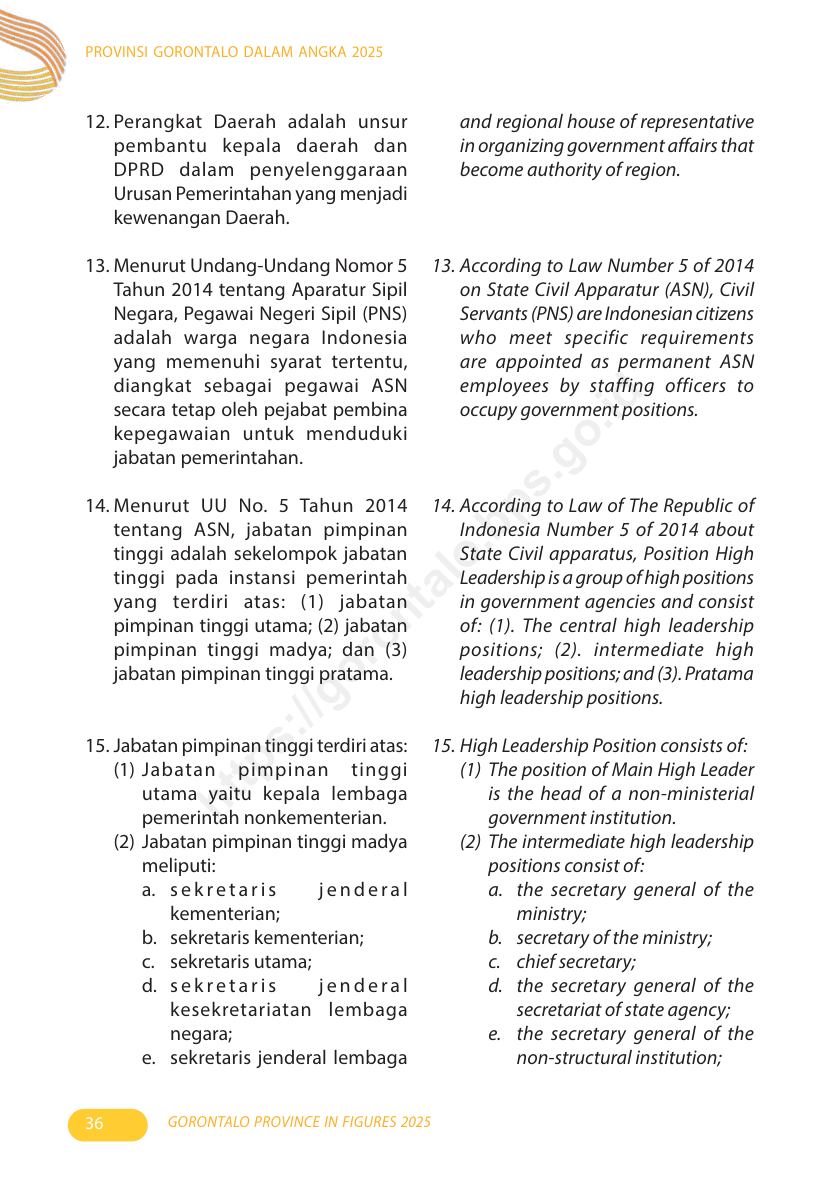 PROVINSI GORONTALO DALAM ANGKA 2025
12. Perangkat Daerah adalah unsur
pembantu kepala daerah dan
DPRD dalam penyelenggaraan
Urusan Pemerintahan yang menjadi
kewenangan Daerah.
13. Menurut Undang-Undang Nomor 5
Tahun 2014 tentang Aparatur Sipil
Negara, Pegawai Negeri Sipil (PNS)
adalah warga negara Indonesia
yang memenuhi syarat tertentu,
diangkat sebagai pegawai ASN
secara tetap oleh pejabat pembina
kepegawaian untuk menduduki
jabatan pemerintahan.
14. Menurut UU No. 5 Tahun 2014
tentang ASN, jabatan pimpinan
tinggi adalah sekelompok jabatan
tinggi pada instansi pemerintah
yang terdiri atas: (1) jabatan
pimpinan tinggi utama; (2) jabatan
pimpinan tinggi madya; dan (3)
jabatan pimpinan tinggi pratama.
15. Jabatan pimpinan tinggi terdiri atas:
(1) Jabatan pimpinan tinggi
utama yaitu kepala lembaga
pemerintah nonkementerian.
(2) Jabatan pimpinan tinggi madya
meliputi:
a. sekretaris jenderal
kementerian;
b. sekretaris kementerian;
c. sekretaris utama;
d. sekretaris jenderal
kesekretariatan lembaga
negara;
e. sekretaris jenderal lembaga
and regional house of representative
in organizing government affairs that
become authority of region.
13. According to Law Number 5 of 2014
on State Civil Apparatur (ASN), Civil
Servants (PNS) are Indonesian citizens
who meet specific requirements
are appointed as permanent ASN
employees by staffing officers to
occupy government positions.
14. According to Law of The Republic of
Indonesia Number 5 of 2014 about
State Civil apparatus, Position High
Leadership is a group of high positions
in government agencies and consist
of: (1). The central high leadership
positions; (2). intermediate high
leadership positions; and (3). Pratama
high leadership positions.
15. High Leadership Position consists of:
(1) The position of Main High Leader
is the head of a non-ministerial
government institution.
(2) The intermediate high leadership
positions consist of:
a. the secretary general of the
ministry;
b. secretary of the ministry;
c. chief secretary;
d. the secretary general of the
secretariat of state agency;
e. the secretary general of the
non-structural institution;
https://gorontalo.bps.go.id
36
GORONTALO PROVINCE IN FIGURES 2025